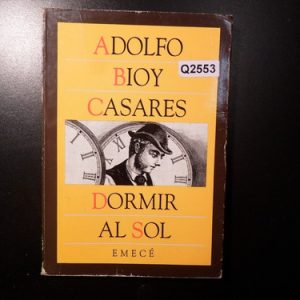 ADOLFO
BIOY
Q2553
CASARES
DORMIR
AL SOL
EMECÉ